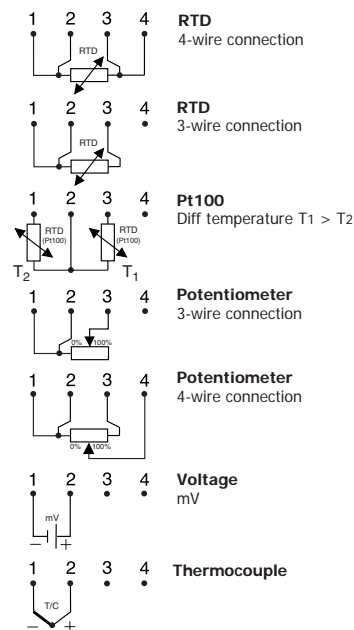 1 2 3 4
RTD
RTD
4-wire connection
1 2 3 4
RTD
RTD
3-wire connection
1 2 3 4
RTD
(Pt100)
RTD
(Pt100)
T2
T1
Pt100
Diff temperature T1 > T2
1 2 3 4
0% 100%
Potentiometer
3-wire connection
1 2 3 4
0% 100%
Potentiometer
4-wire connection
1 2 3 4
mV
− +
Voltage
mV
1 2 3 4
T/C
− +
Thermocouple